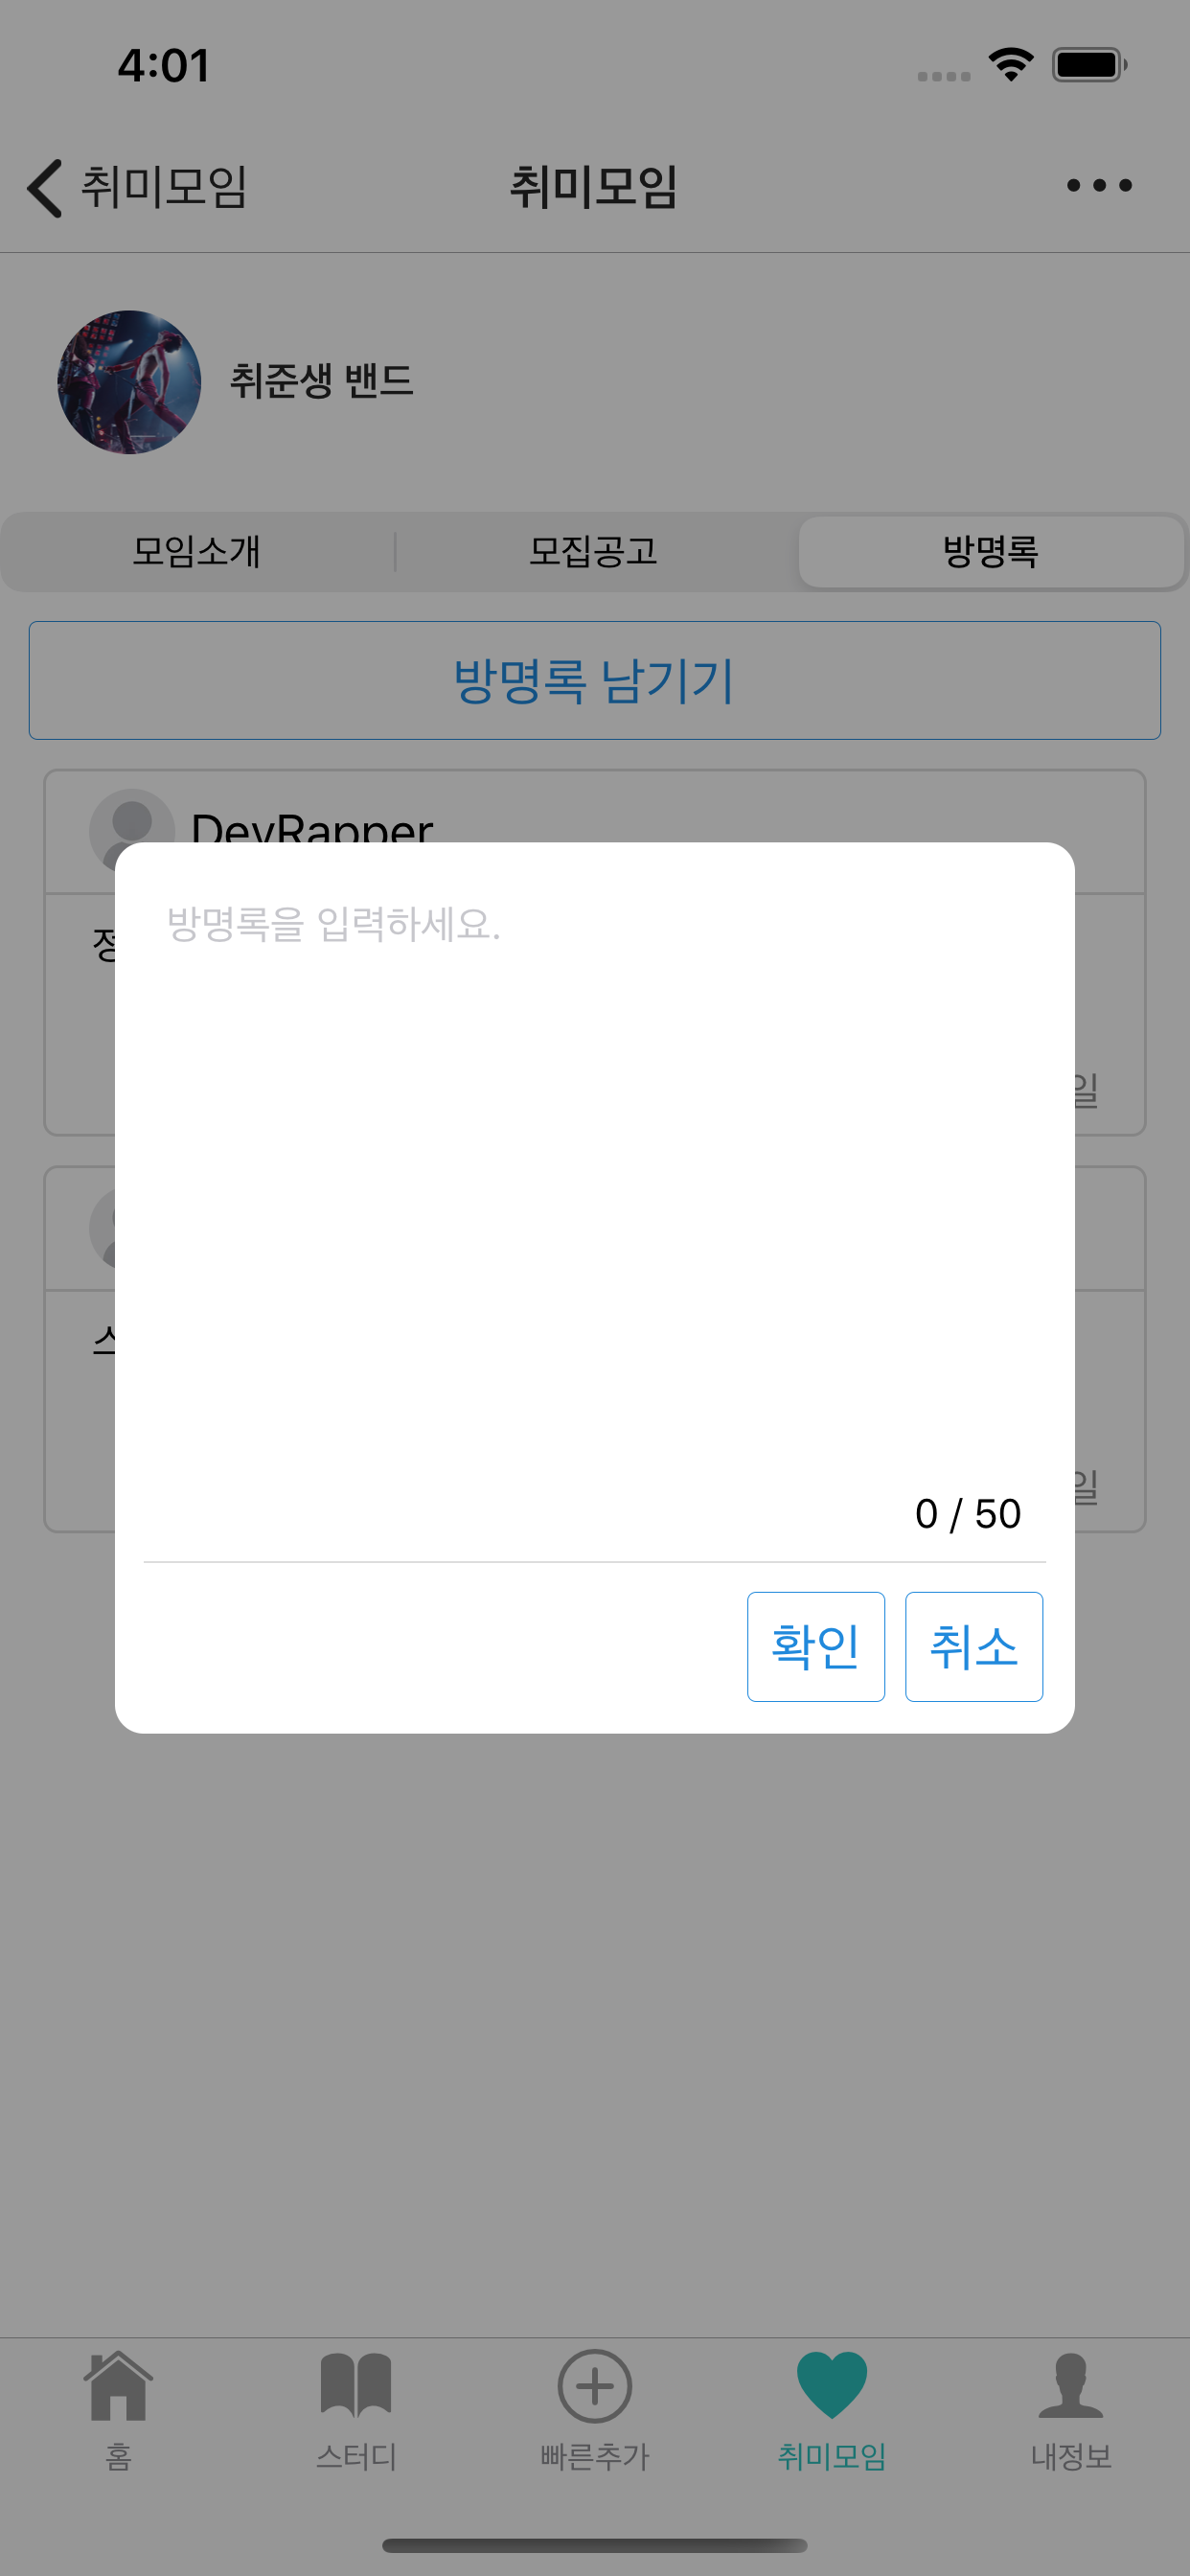 4:01
취미모임
취미모임
취준생 밴드
모임소개
모집공고
방명록
방명록 남기기
DevRapper
방명록을 입력하세요.
일
일
0 / 50
확인
취소
홈
스터디
빠른추가
취미모임
내정보